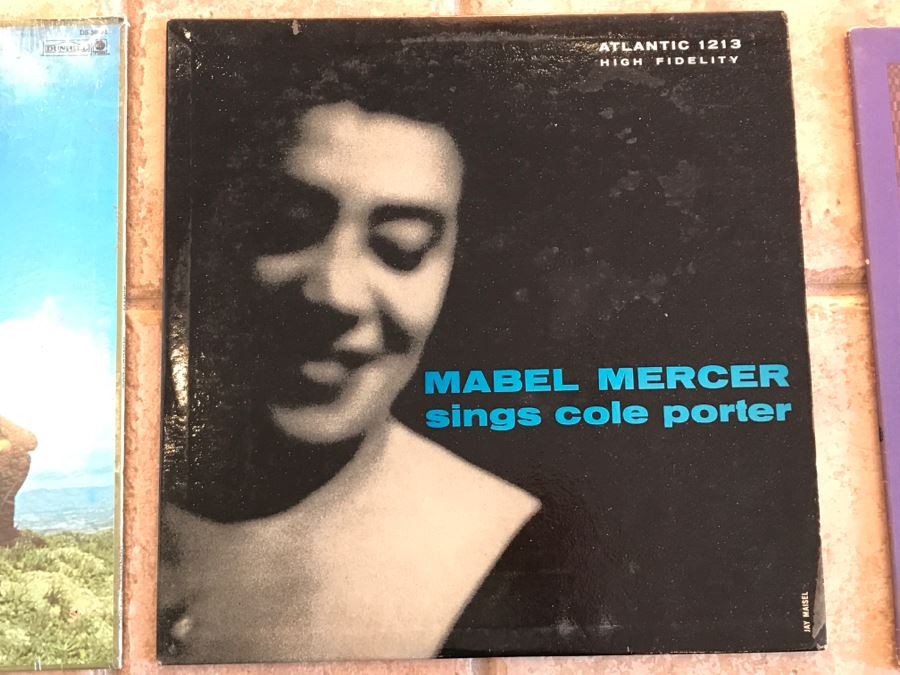 ATLANTIC 1213
HIGH FIDELITY
MABEL MERCER
sings cole porter
JAY MAISEL